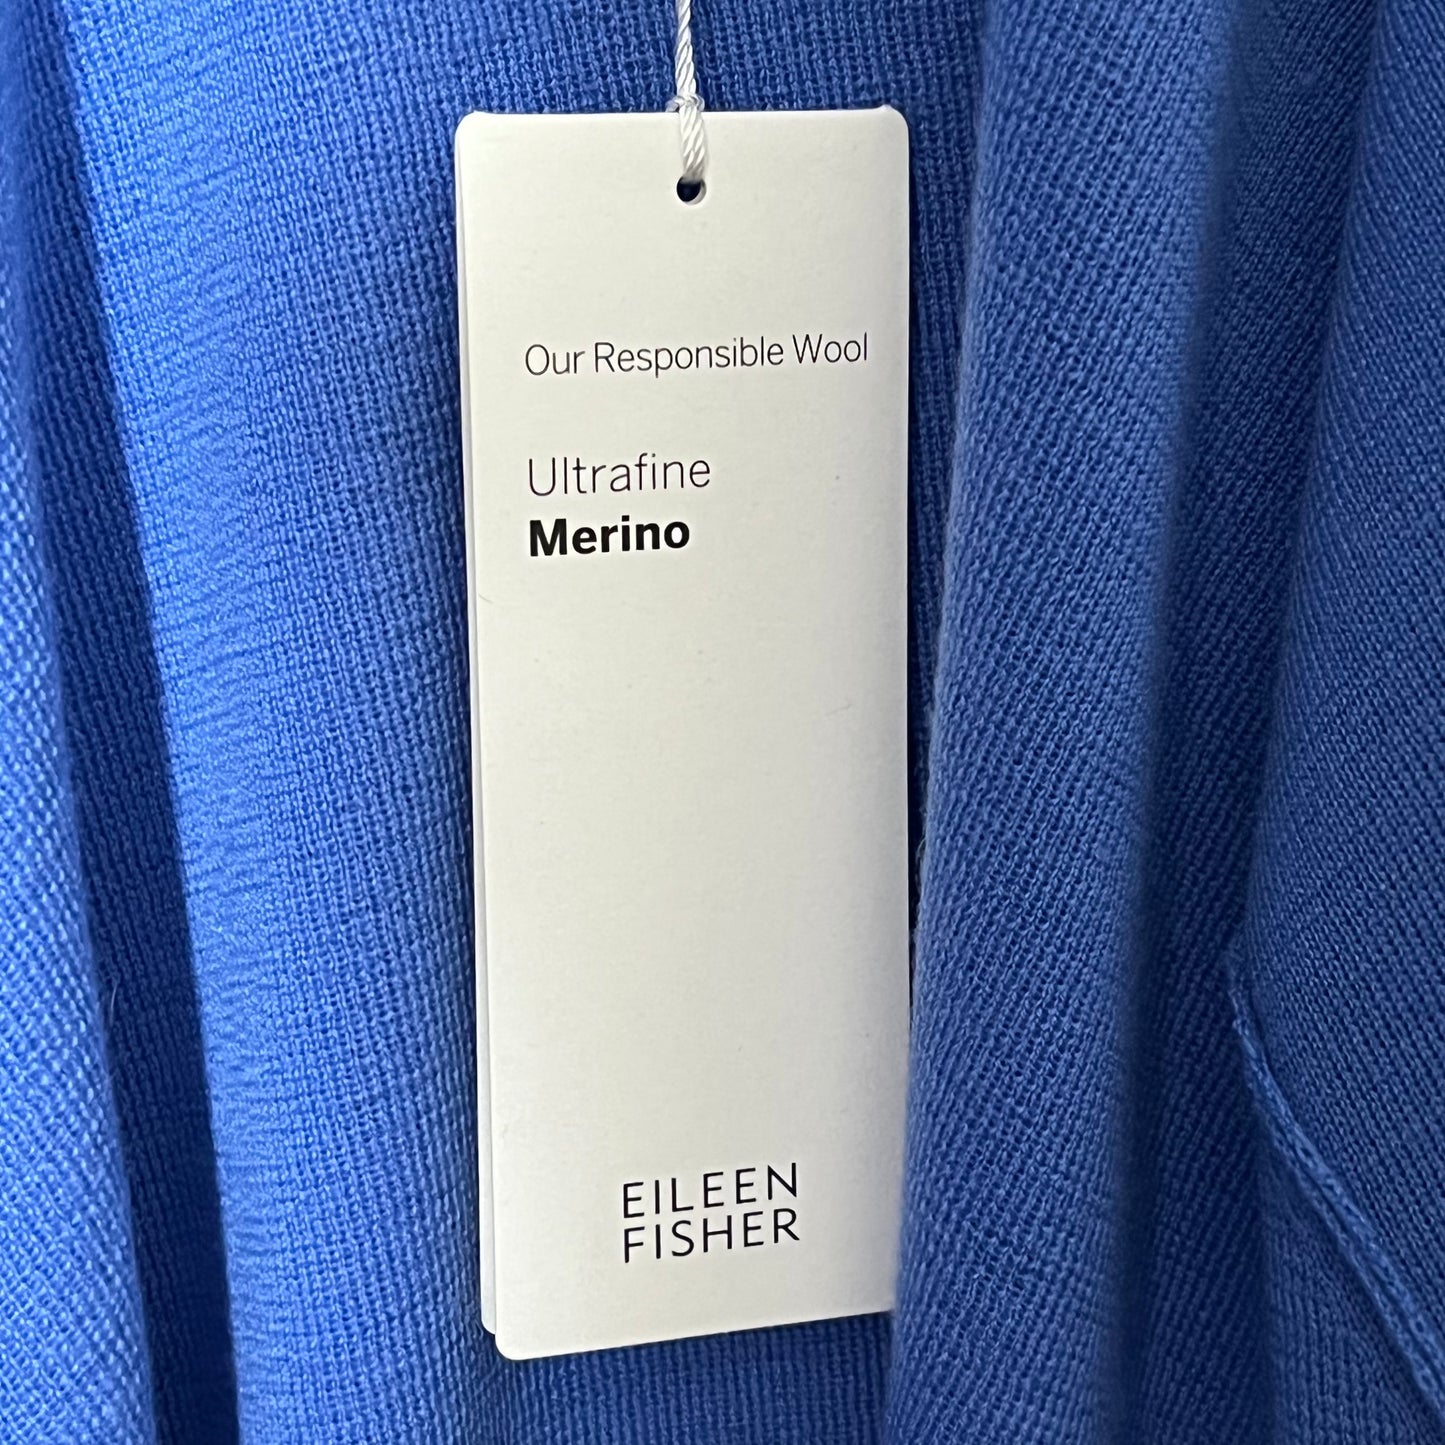 Our Responsible Wool
Ultrafine
Merino
EILEEN
FISHER